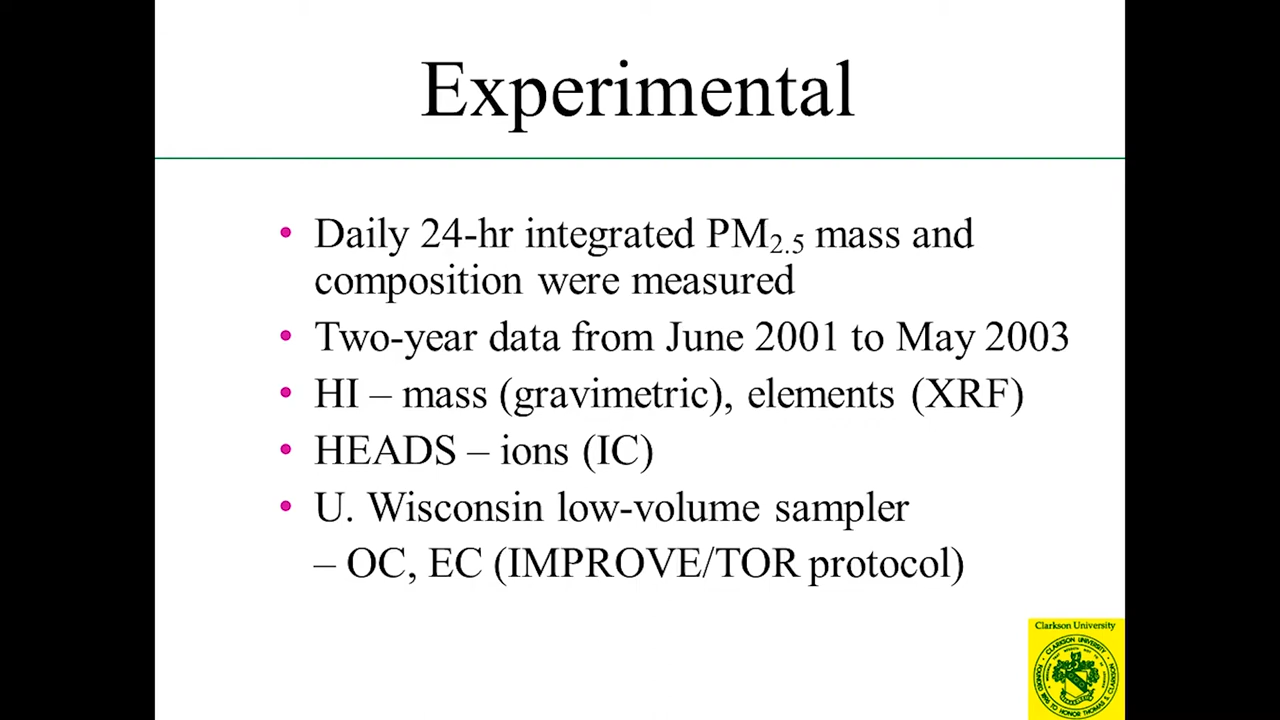 Experimental
• Daily 24-hr integrated PM2.5 mass and
composition were measured
• Two-year data from June 2001 to May 2003
• HI – mass (gravimetric), elements (XRF)
• HEADS – ions (IC)
• U. Wisconsin low-volume sampler
– OC, EC (IMPROVE/TOR protocol)
Clarkson University
CLARKSON UNIVERSITY